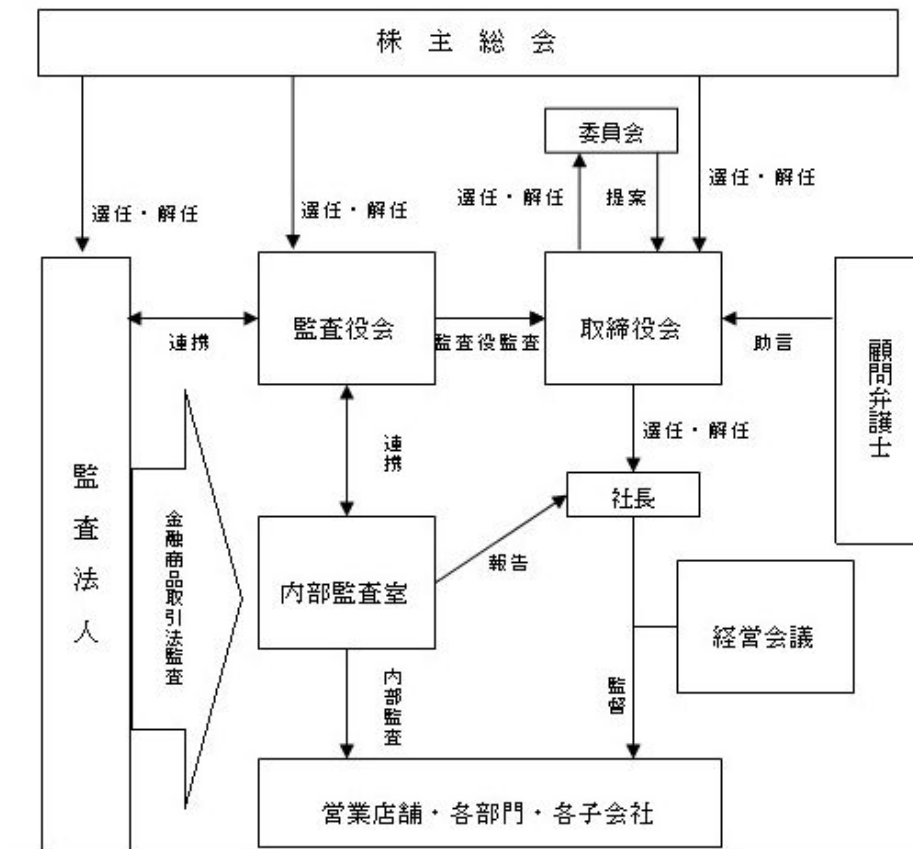 株主総会
委員会
選任・解任
選任・解任
選任・解任
提案
選任・解任
監査役会
取締役会
連携
監査役監査
助言
顧問弁護士
選任・解任
連携
社長
監査法人
金融商品取引法監査
内部監査室
報告
経営会議
内部監査
監督
営業店舗・各部門・各子会社